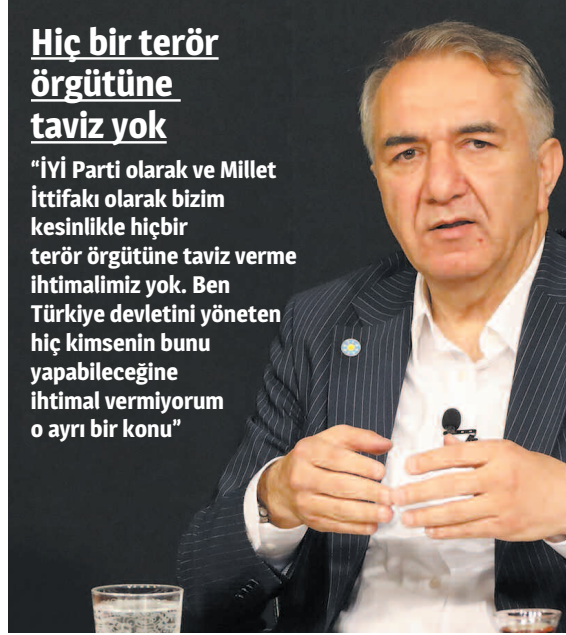 Hiç bir terör
örgütüne
taviz yok
“İYİ Parti olarak ve Millet
İttifakı olarak bizim
kesinlikle hiçbir
terör örgütüne taviz verme
ihtimalimiz yok. Ben
Türkiye devletini yöneten
hiç kimsenin bunu
yapabileceğine
ihtimal vermiyorum
o ayrı bir konu”